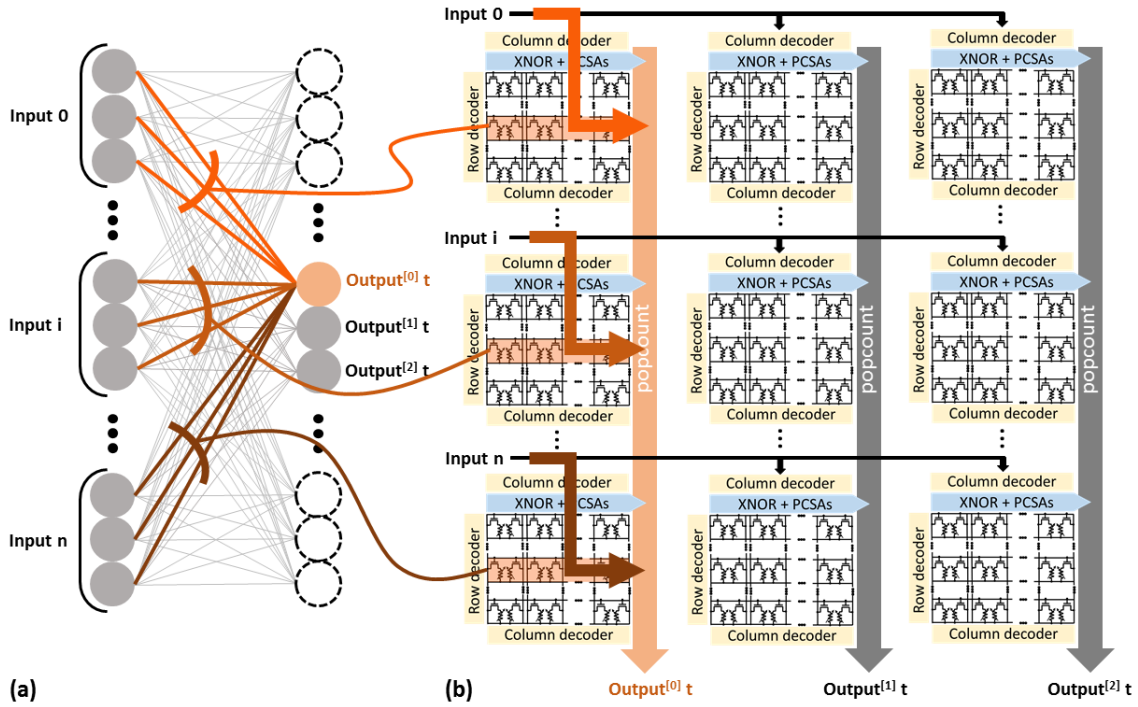 Input 0
Input i
Input n
Output[0] t
Output[1] t
Output[2] t
(a)
Input 0
Column decoder
Column decoder
Column decoder
XNOR + PCSAs
XNOR + PCSAs
XNOR + PCSAs
Row decoder
Row decoder
Row decoder
Column decoder
Column decoder
Column decoder
Input i
Column decoder
Column decoder
Column decoder
XNOR + PCSAs
XNOR + PCSAs
XNOR + PCSAs
Row decoder
Row decoder
Row decoder
popcount
popcount
popcount
Column decoder
Column decoder
Column decoder
Input n
Column decoder
Column decoder
Column decoder
XNOR + PCSAs
XNOR + PCSAs
XNOR + PCSAs
Row decoder
Row decoder
Row decoder
Column decoder
Column decoder
Column decoder
(b)
Output[0] t
Output[1] t
Output[2] t